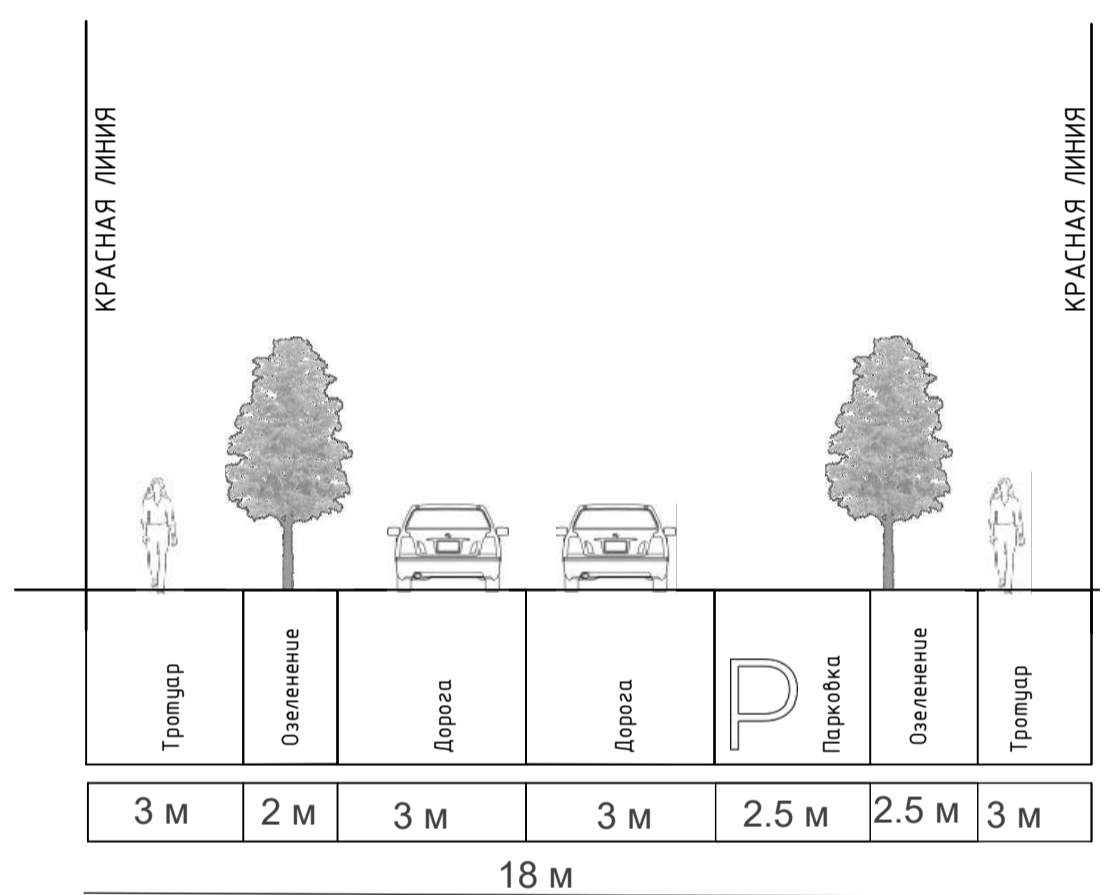 КРАСНАЯ ЛИНИЯ
КРАСНАЯ ЛИНИЯ
Тротуар
Озеленение
Дорога
Дорога
P
Парковка
Озеленение
Тротуар
3 м
2 м
3 м
3 м
2.5 м
2.5 м
3 м
18 м